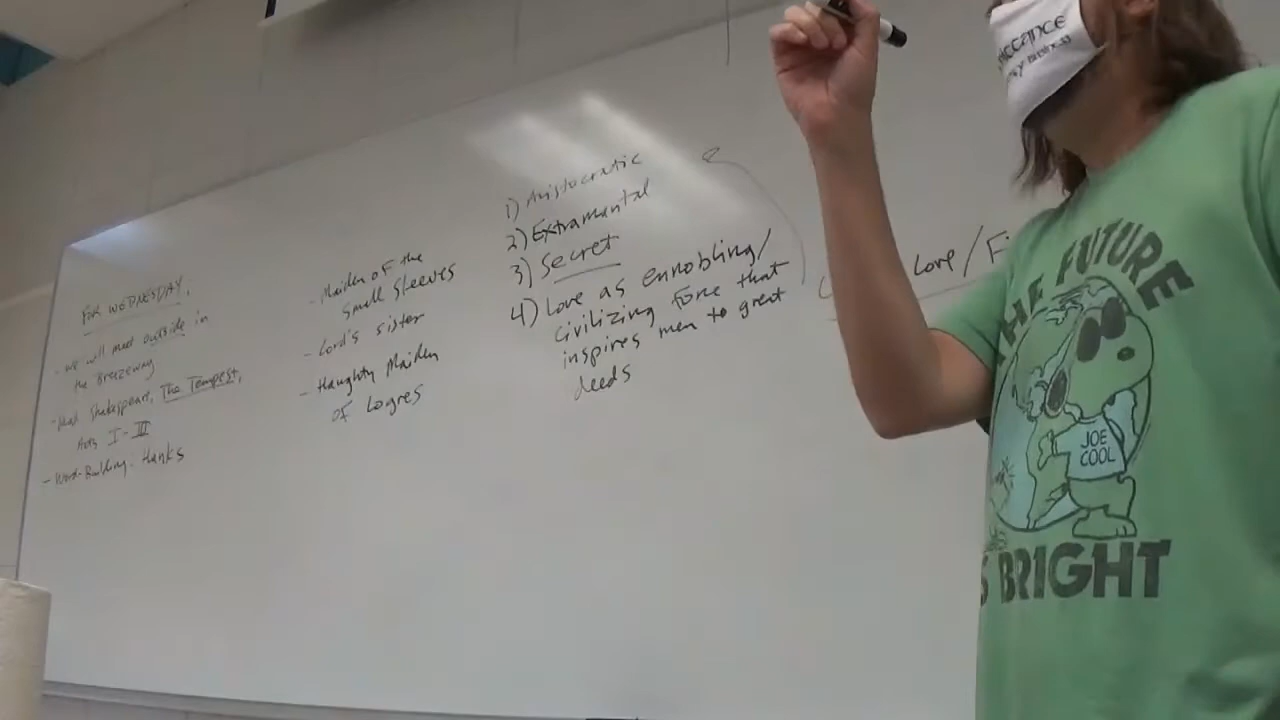 FOR WEDNESDAY,
- we will meet outside in
the Breezeway
- Read Shakespeare, The Tempest,
Acts I-III
- Word-Building. Thanks
- Maiden of the
Small Sleeves
- Lord's sister
- Haughty Maiden
of Logres
1) Aristocratic
2) Extramarital
3) Secret
4) Love as ennobling/
civilizing force that
inspires men to great
deeds
Love/Fi
THE FUTURE
JOE
COOL
BRIGHT